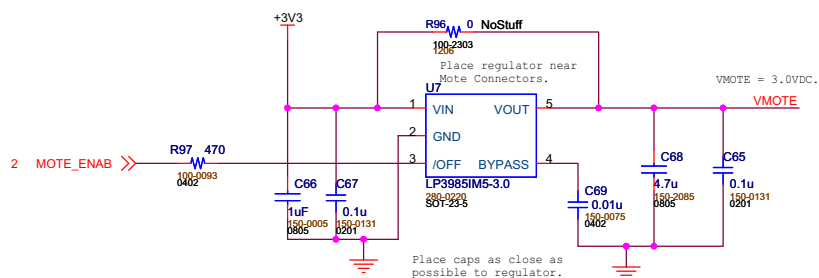 +3V3
R96 0 NoStuff
100-2303
1206
Place regulator near
Mote Connectors.
VMOTE = 3.0VDC.
U7
1 VIN VOUT 5
VMOTE
2 GND
R97 470
2 MOTE_ENAB
3 /OFF BYPASS 4
100-0093
0402
LP3985IM5-3.0
280-0220
SOT-23-5
C66
1uF
150-0005
0805
C67
0.1u
150-0131
0201
C69
0.01u
150-0075
0402
C68
4.7u
150-2085
0805
C65
0.1u
150-0131
0201
Place caps as close as
possible to regulator.